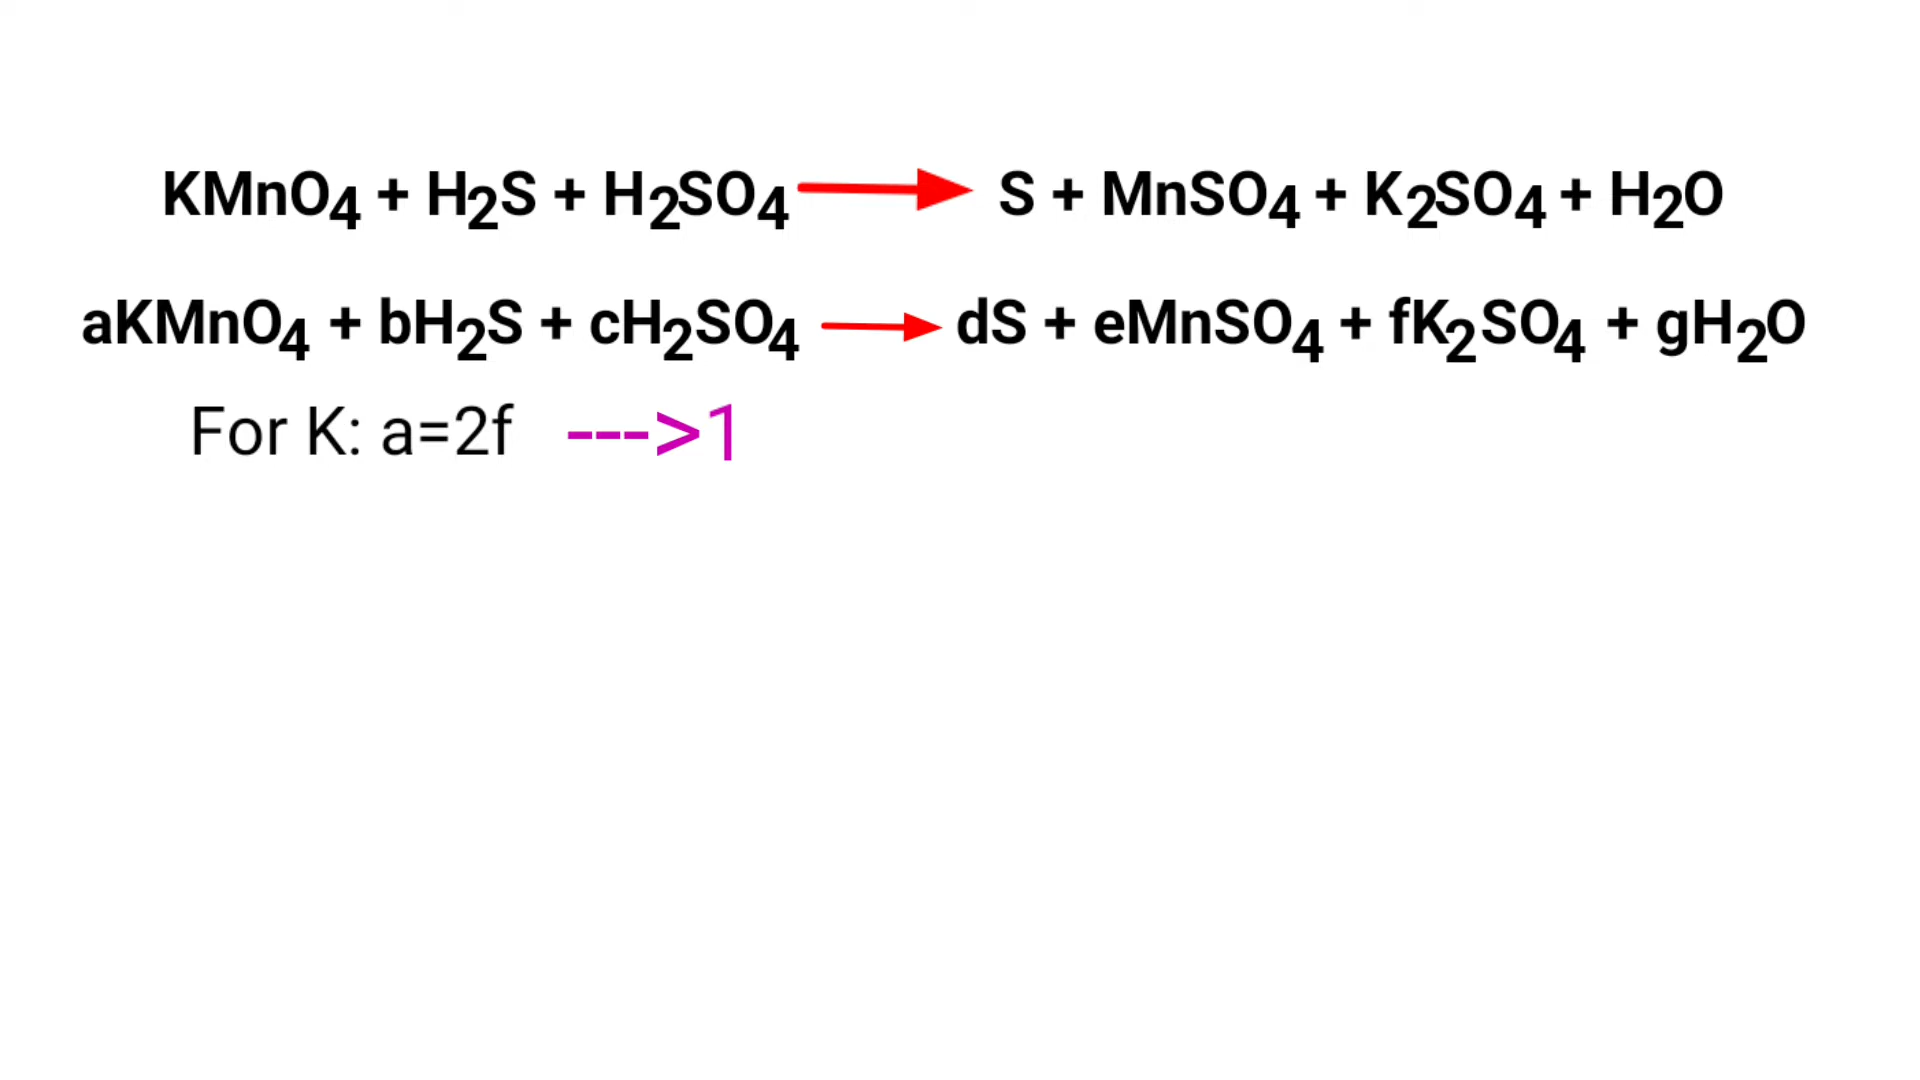 KMnO4 + H2S + H2SO4 → S + MnSO4 + K2SO4 + H2O
aKMnO4 + bH2S + cH2SO4 → dS + eMnSO4 + fK2SO4 + gH2O
For K: a=2f --->1